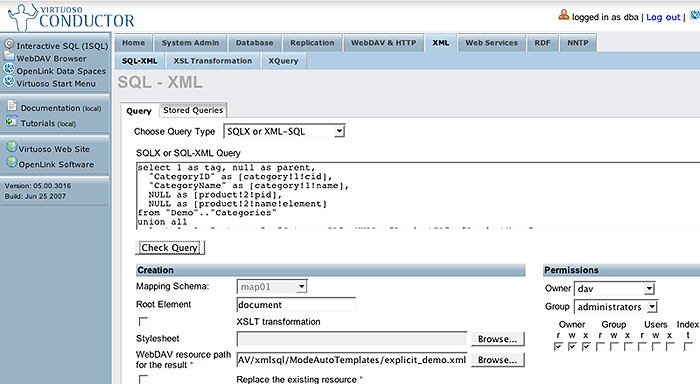 VIRTUOSO
CONDUCTOR
logged in as dba | Log out |
Interactive SQL (ISQL)
WebDAV Browser
OpenLink Data Spaces
Virtuoso Start Menu
Documentation (local)
Tutorials (local)
Virtuoso Web Site
OpenLink Software
Version: 05.00.3016
Build: Jun 25 2007
Home System Admin Database Replication WebDAV & HTTP XML Web Services RDF NNTP
SQL-XML XSL Transformation XQuery
SQL - XML
Query Stored Queries
Choose Query Type SQLX or XML-SQL
SQLX or SQL-XML Query
select 1 as tag, null as parent,
"CategoryID" as [category!1!cid],
"CategoryName" as [category!1!name],
NULL as [product!2!pid],
NULL as [product!2!name!element]
from "Demo".."Categories"
union all
Check Query
Creation
Mapping Schema: map01
Root Element document
XSLT transformation
Stylesheet Browse...
WebDAV resource path
for the result * AV/xmlsql/ModeAutoTemplates/explicit_demo.xml Browse...
Replace the existing resource *
Permissions
Owner dav
Group administrators
Owner Group Users Index
r w x r w x r w x t